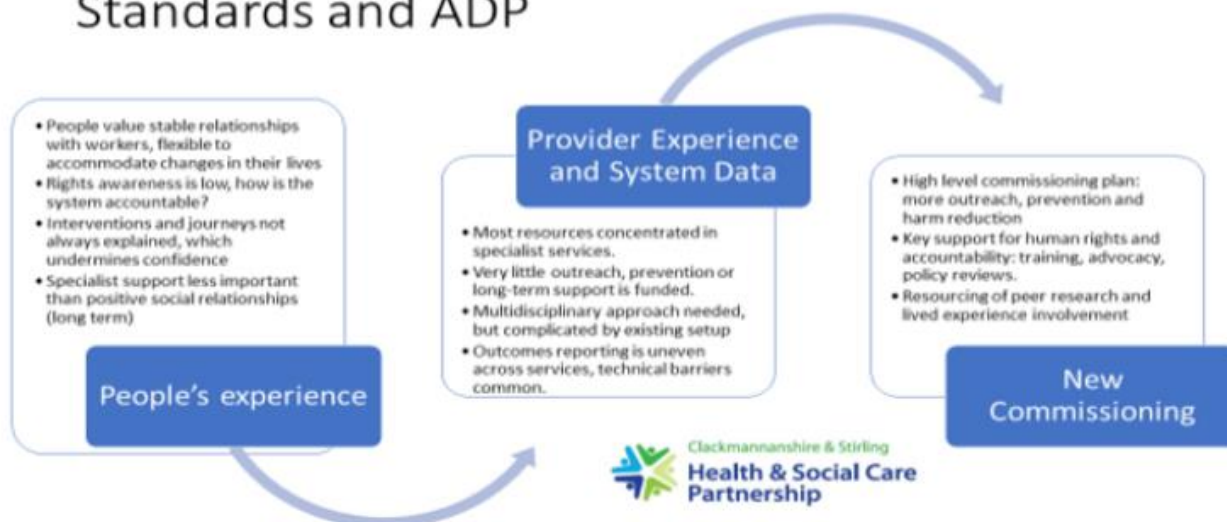 Standards and ADP
• People value stable relationships
with workers, flexible to
accommodate changes in their lives
• Rights awareness is low, how is the
system accountable?
• Interventions and journeys not
always explained, which
undermines confidence
• Specialist support less important
than positive social relationships
(long term)
People's experience
Provider Experience
and System Data
• Most resources concentrated in
specialist services.
• Very little outreach, prevention or
long-term support is funded.
• Multidisciplinary approach needed,
but complicated by existing setup
• Outcomes reporting is uneven
across services, technical barriers
common.
• High level commissioning plan:
more outreach, prevention and
harm reduction
• Key support for human rights and
accountability: training, advocacy,
policy reviews.
• Resourcing of peer research and
lived experience involvement
New
Commissioning
Clackmannanshire & Stirling
Health & Social Care
Partnership